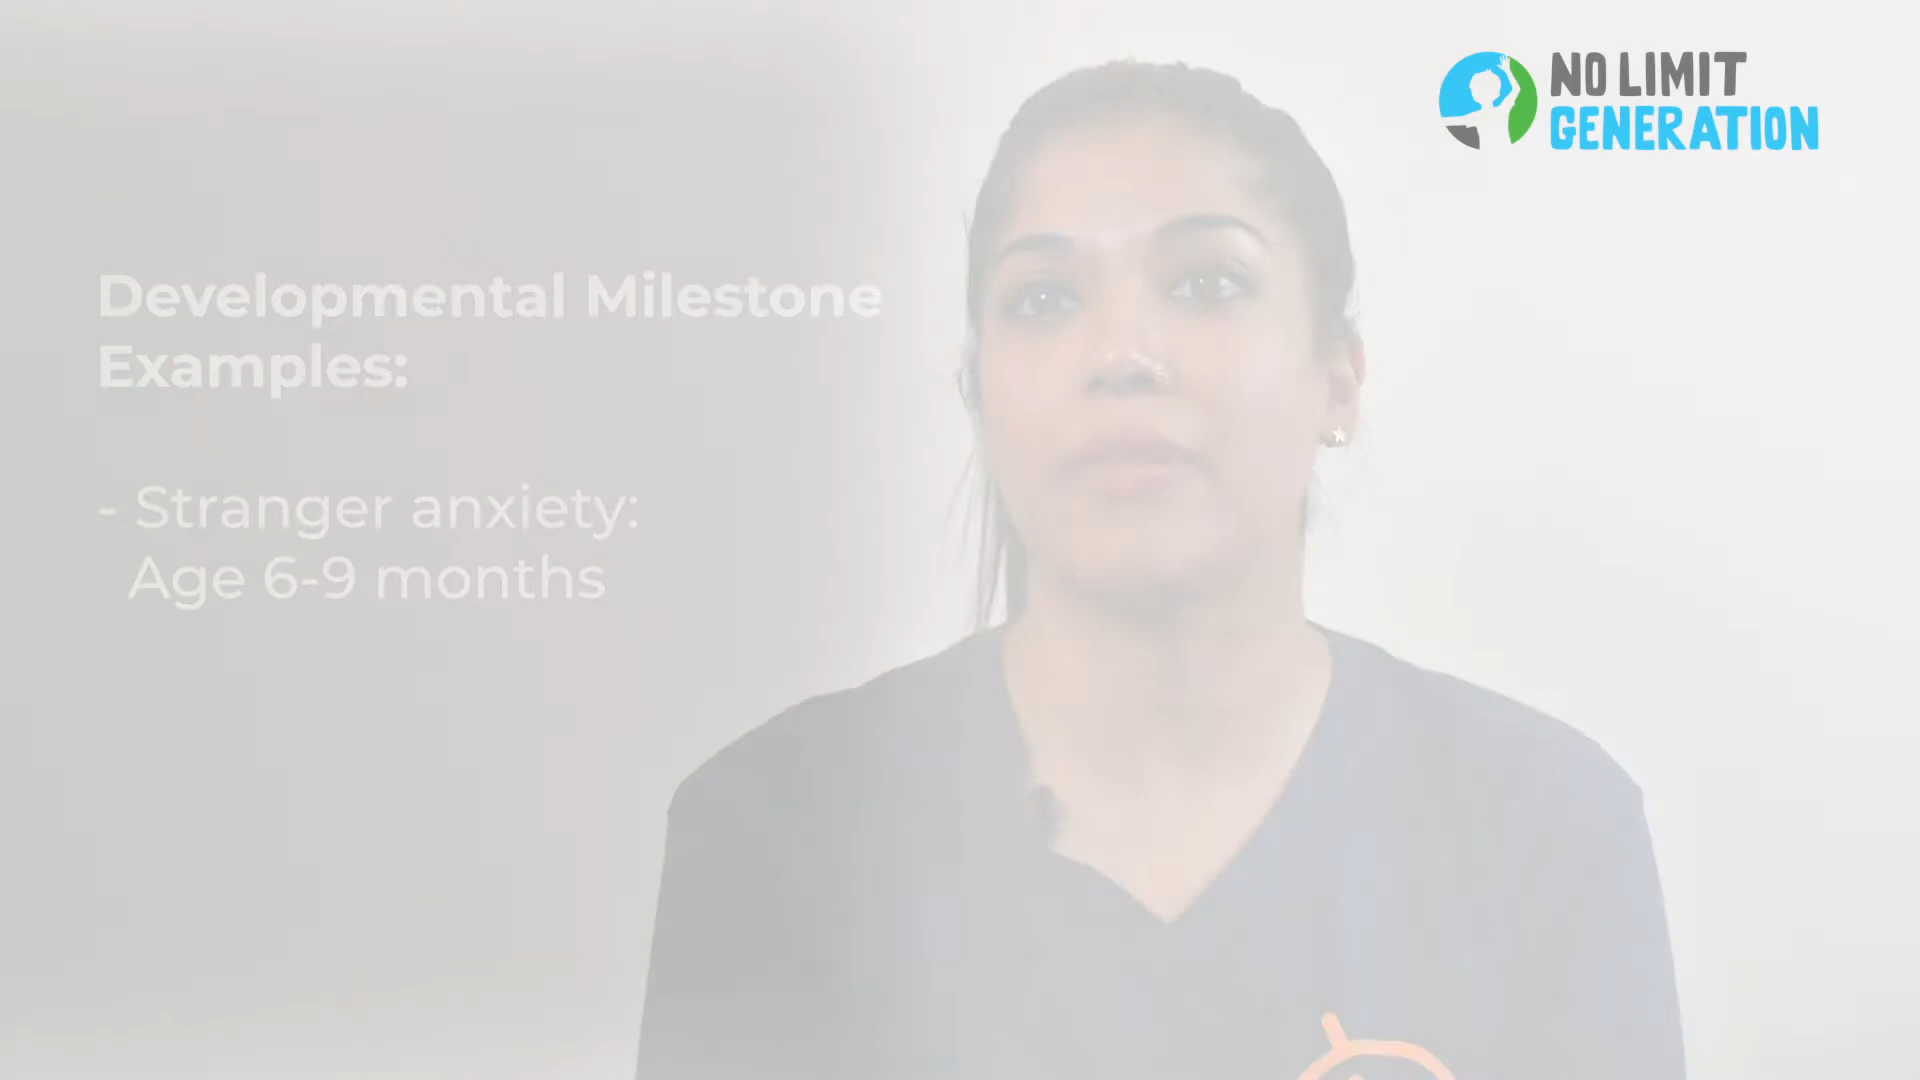 NO LIMIT
GENERATION
Developmental Milestone
Examples:
- Stranger anxiety:
Age 6-9 months